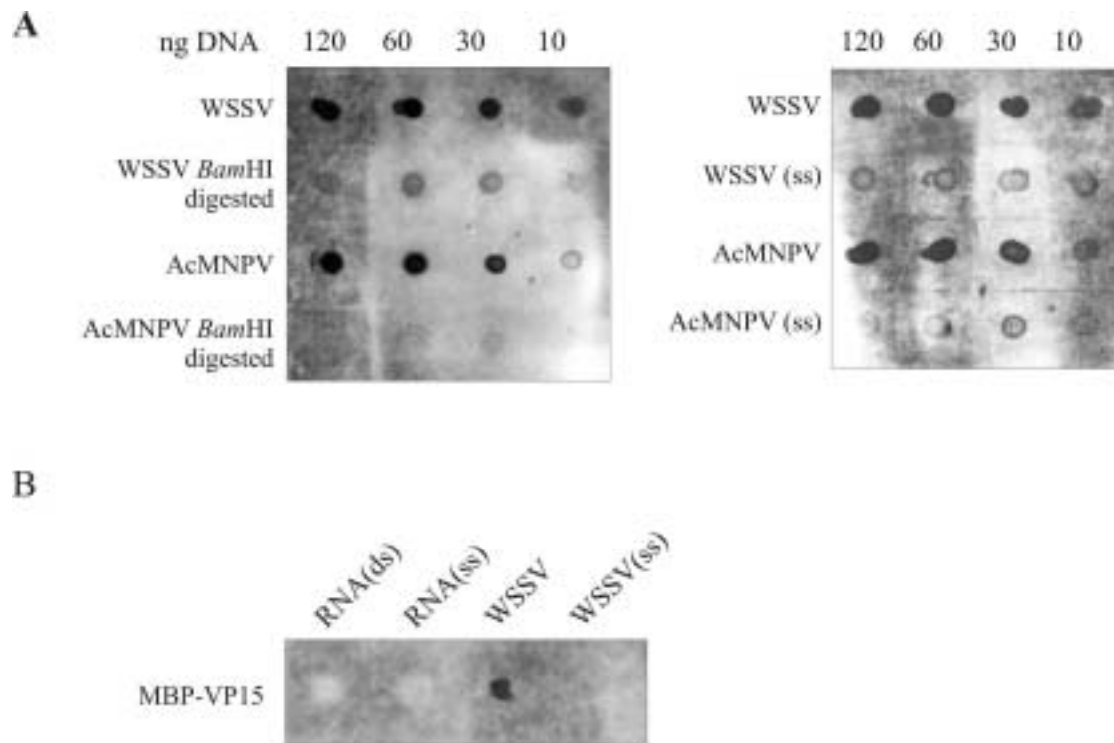 A
ng DNA 120 60 30 10
WSSV
WSSV BamHI
digested
AcMNPV
AcMNPV BamHI
digested
120 60 30 10
WSSV
WSSV (ss)
AcMNPV
AcMNPV (ss)
B
RNA(ds) RNA(ss) WSSV WSSV(ss)
MBP-VP15